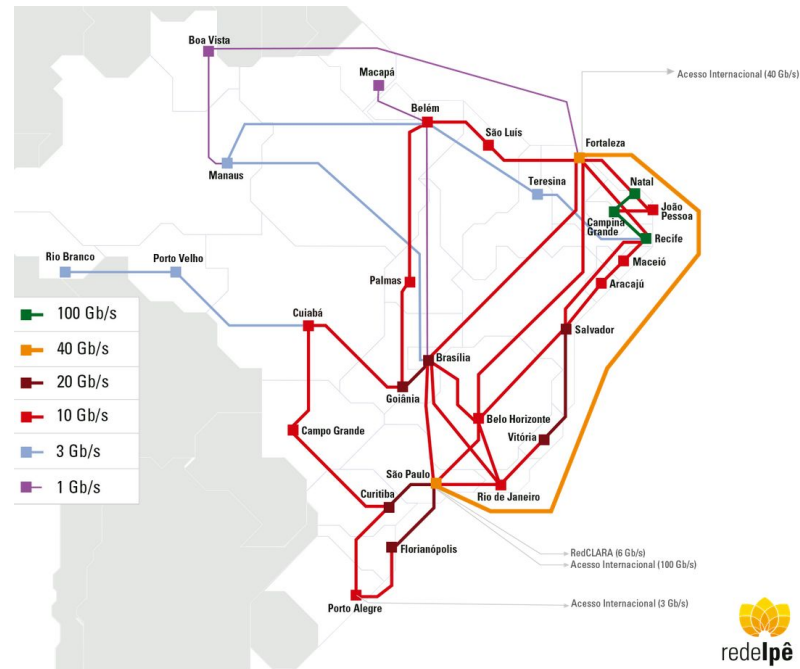 Boa Vista
Macapá
Acesso Internacional (40 Gb/s)
Belém
São Luís
Fortaleza
Manaus
Teresina
Natal
João
Pessoa
Campina
Grande
Recife
Rio Branco
Porto Velho
Maceió
Palmas
Aracajú
Cuiabá
100 Gb/s
Salvador
40 Gb/s
Brasília
20 Gb/s
Goiânia
10 Gb/s
Belo Horizonte
Campo Grande
Vitória
3 Gb/s
São Paulo
1 Gb/s
Curitiba
Rio de Janeiro
Florianópolis
RedCLARA (6 Gb/s)
Acesso Internacional (100 Gb/s)
Porto Alegre
Acesso Internacional (3 Gb/s)
redeIpê